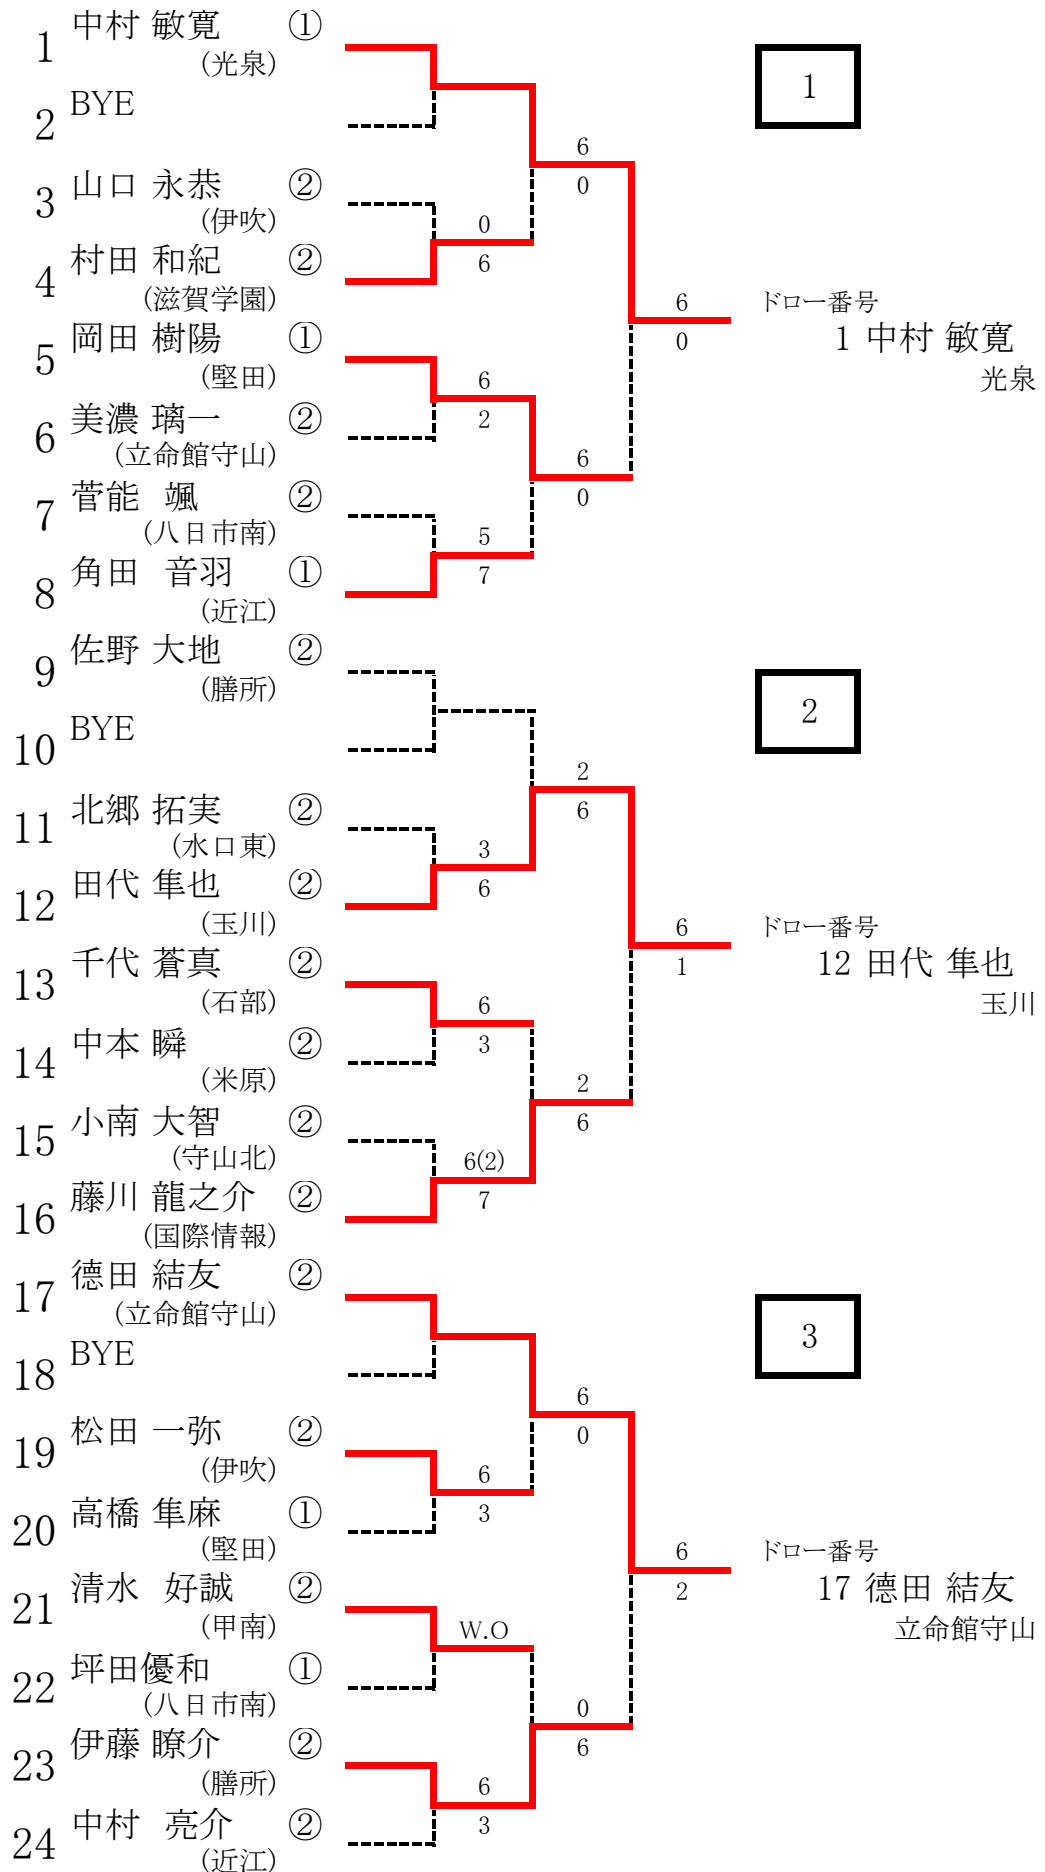 1 中村 敏寛 ①
(光泉)
2 BYE
1
6
0
3 山口 永恭 ②
(伊吹)
0
6
4 村田 和紀 ②
(滋賀学園)
6
0
ドロー番号
1 中村 敏寛
光泉
5 岡田 樹陽 ①
(堅田)
6
2
6 美濃 璃一 ②
(立命館守山)
6
0
7 菅能 颯 ②
(八日市南)
5
7
8 角田 音羽 ①
(近江)
9 佐野 大地 ②
(膳所)
2
10 BYE
2
6
11 北郷 拓実 ②
(水口東)
3
6
12 田代 隼也 ②
(玉川)
6
1
ドロー番号
12 田代 隼也
玉川
13 千代 蒼真 ②
(石部)
6
3
14 中本 瞬 ②
(米原)
2
6
15 小南 大智 ②
(守山北)
6(2)
7
16 藤川 龍之介 ②
(国際情報)
17 德田 結友 ②
(立命館守山)
3
18 BYE
6
0
19 松田 一弥 ②
(伊吹)
6
3
20 高橋 隼麻 ①
(堅田)
6
2
ドロー番号
17 德田 結友
立命館守山
21 清水 好誠 ②
(甲南)
W.O
22 坪田優和 ①
(八日市南)
0
6
23 伊藤 瞭介 ②
(膳所)
6
3
24 中村 亮介 ②
(近江)